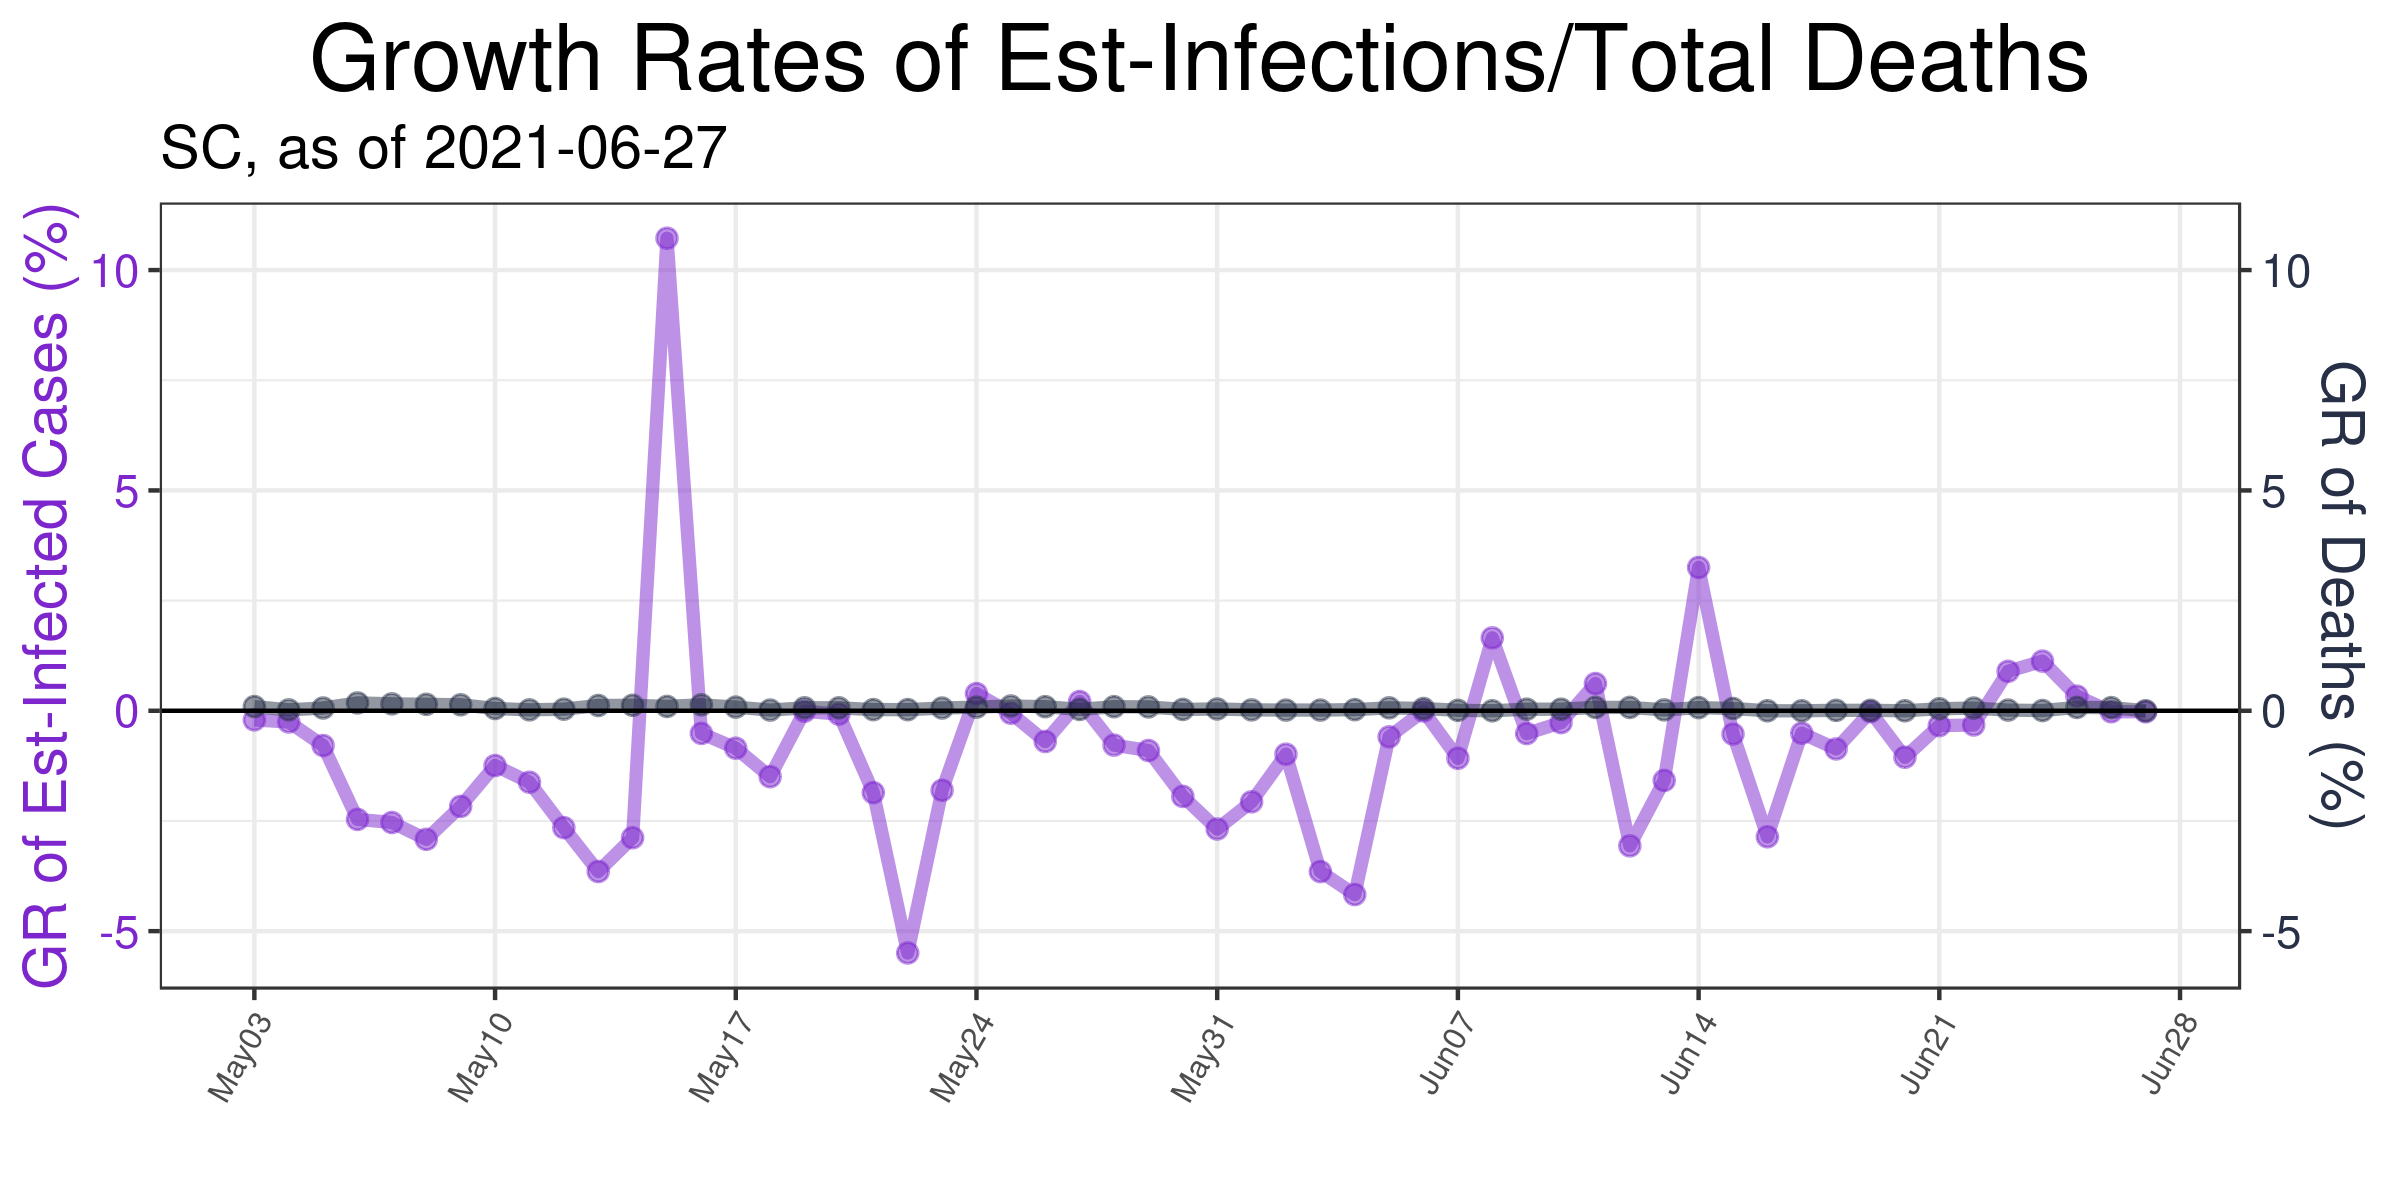 Growth Rates of Est-Infections/Total Deaths
SC, as of 2021-06-27
GR of Est-Infected Cases (%)
10
5
0
-5
10
5
0
-5
GR of Deaths (%)
May03
May10
May17
May24
May31
Jun07
Jun14
Jun21
Jun28